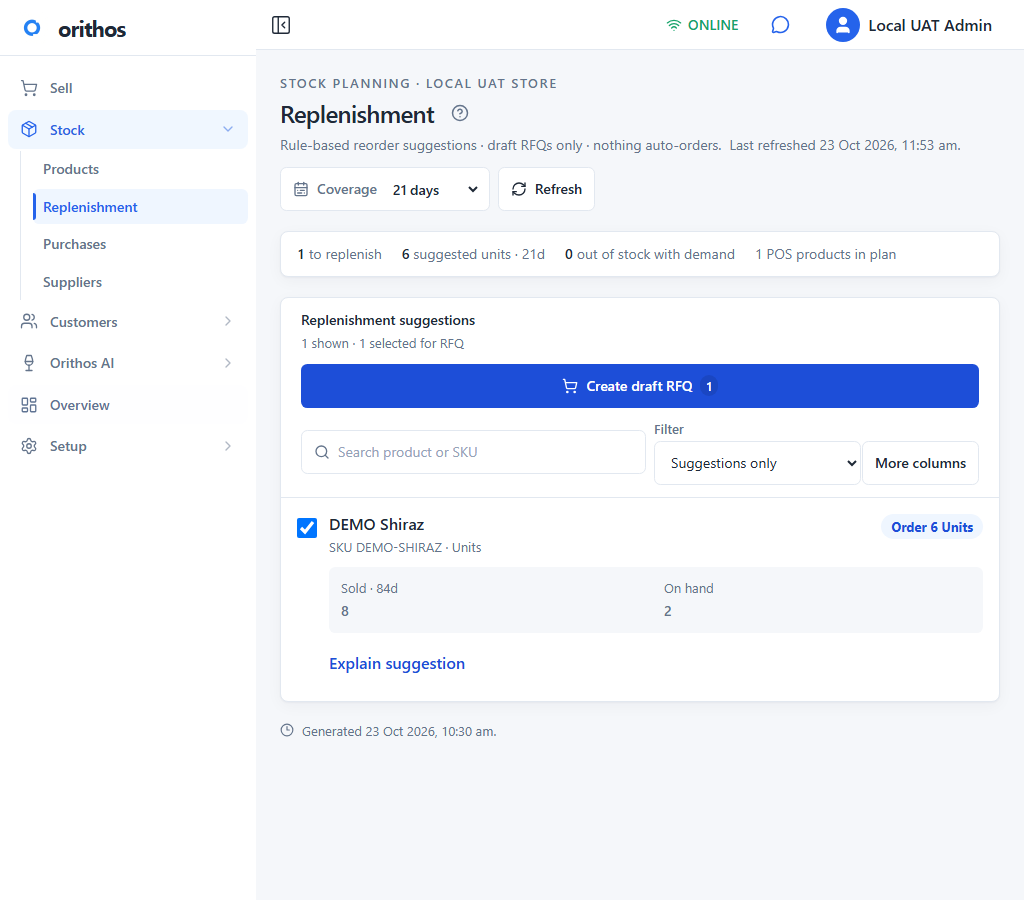 orithos
ONLINE
Local UAT Admin
Sell
Stock
Products
Replenishment
Purchases
Suppliers
Customers
Orithos AI
Overview
Setup
STOCK PLANNING · LOCAL UAT STORE
Replenishment
Rule-based reorder suggestions · draft RFQs only · nothing auto-orders. Last refreshed 23 Oct 2026, 11:53 am.
Coverage 21 days
Refresh
1 to replenish 6 suggested units · 21d 0 out of stock with demand 1 POS products in plan
Replenishment suggestions
1 shown · 1 selected for RFQ
Create draft RFQ 1
Filter
Search product or SKU
Suggestions only
More columns
DEMO Shiraz
Order 6 Units
SKU DEMO-SHIRAZ · Units
Sold · 84d On hand
8 2
Explain suggestion
Generated 23 Oct 2026, 10:30 am.